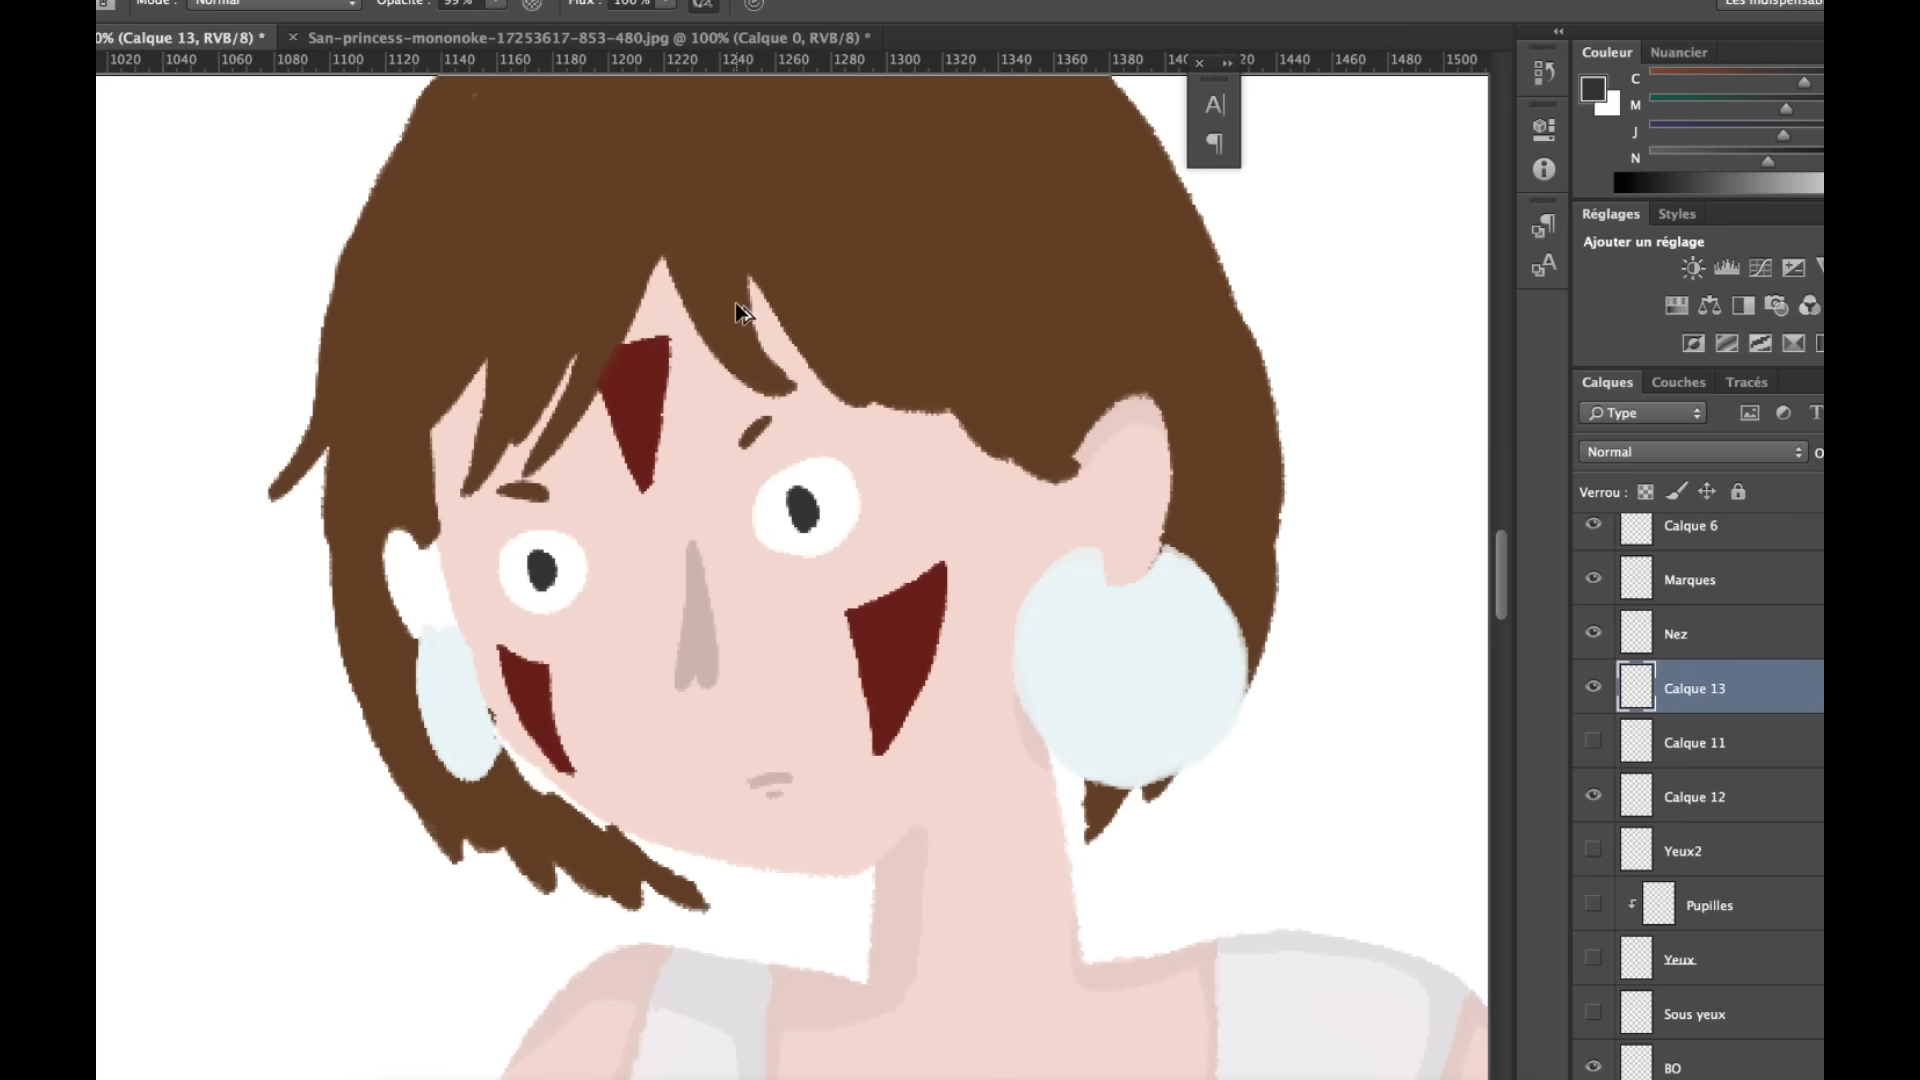 Mode : Normal Opacité : 99% Flux : 100% Les indispensab
0% (Calque 13, RVB/8) * × San-princess-mononoke-17253617-853-480.jpg @ 100% (Calque 0, RVB/8) *
1020 1040 1060 1080 1100 1120 1140 1160 1180 1200 1220 1240 1260 1280 1300 1320 1340 1360 1380 140 20 1440 1460 1480 1500
A
¶
Couleur Nuancier
C
M
J
N
Réglages Styles
Ajouter un réglage
Calques Couches Tracés
Type
Normal
Verrou :
Calque 6
Marques
Nez
Calque 13
Calque 11
Calque 12
Yeux2
Pupilles
Yeux
Sous yeux
BO